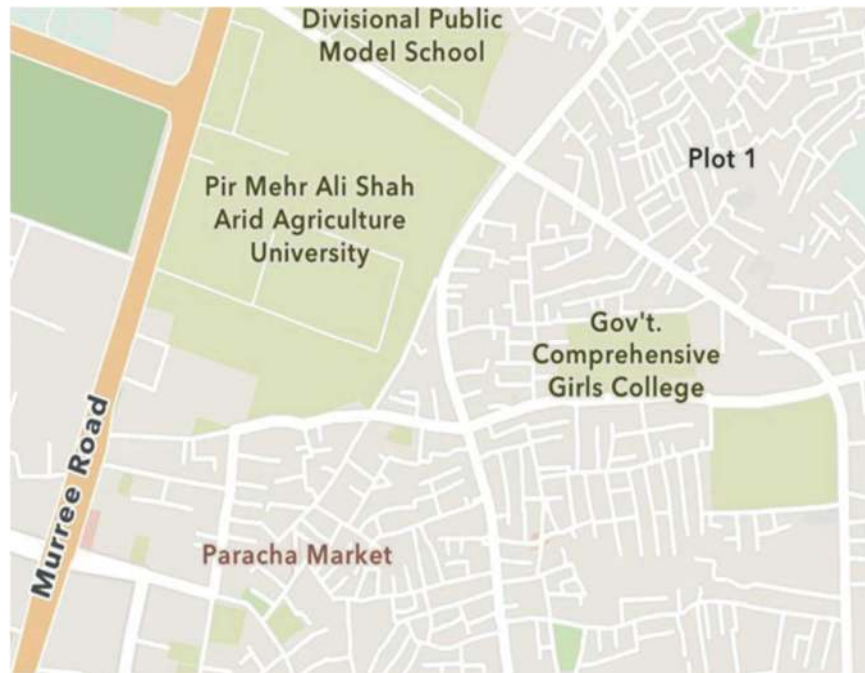 Divisional Public
Model School
Plot 1
Pir Mehr Ali Shah
Arid Agriculture
University
Gov't.
Comprehensive
Girls College
Murree Road
Paracha Market